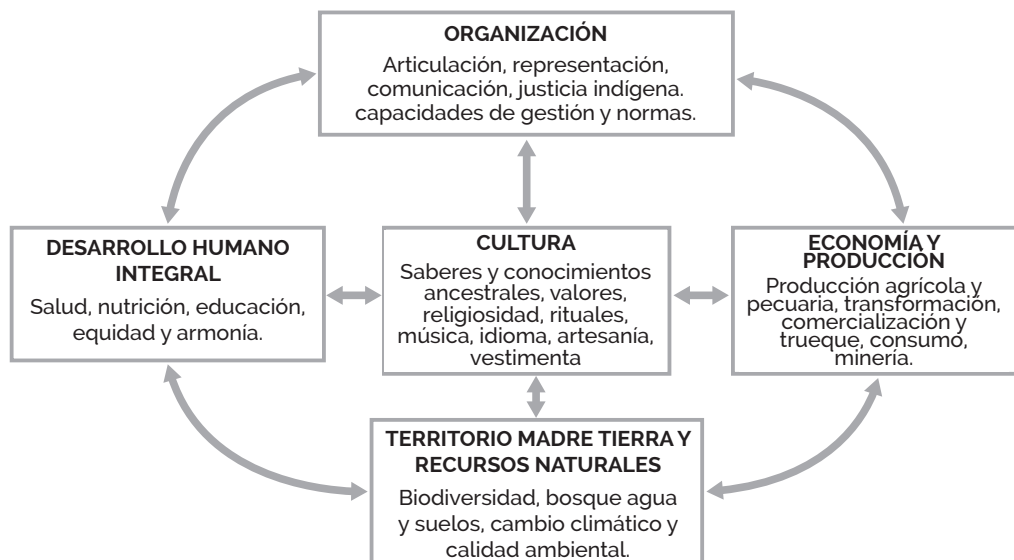 ORGANIZACIÓN
Articulación, representación,
comunicación, justicia indígena.
capacidades de gestión y normas.
DESARROLLO HUMANO
INTEGRAL
Salud, nutrición, educación,
equidad y armonía.
CULTURA
Saberes y conocimientos
ancestrales, valores,
religiosidad, rituales,
música, idioma, artesanía,
vestimenta
ECONOMÍA Y
PRODUCCIÓN
Producción agrícola y
pecuaria, transformación,
comercialización y
trueque, consumo,
minería.
TERRITORIO MADRE TIERRA Y
RECURSOS NATURALES
Biodiversidad, bosque agua
y suelos, cambio climático y
calidad ambiental.